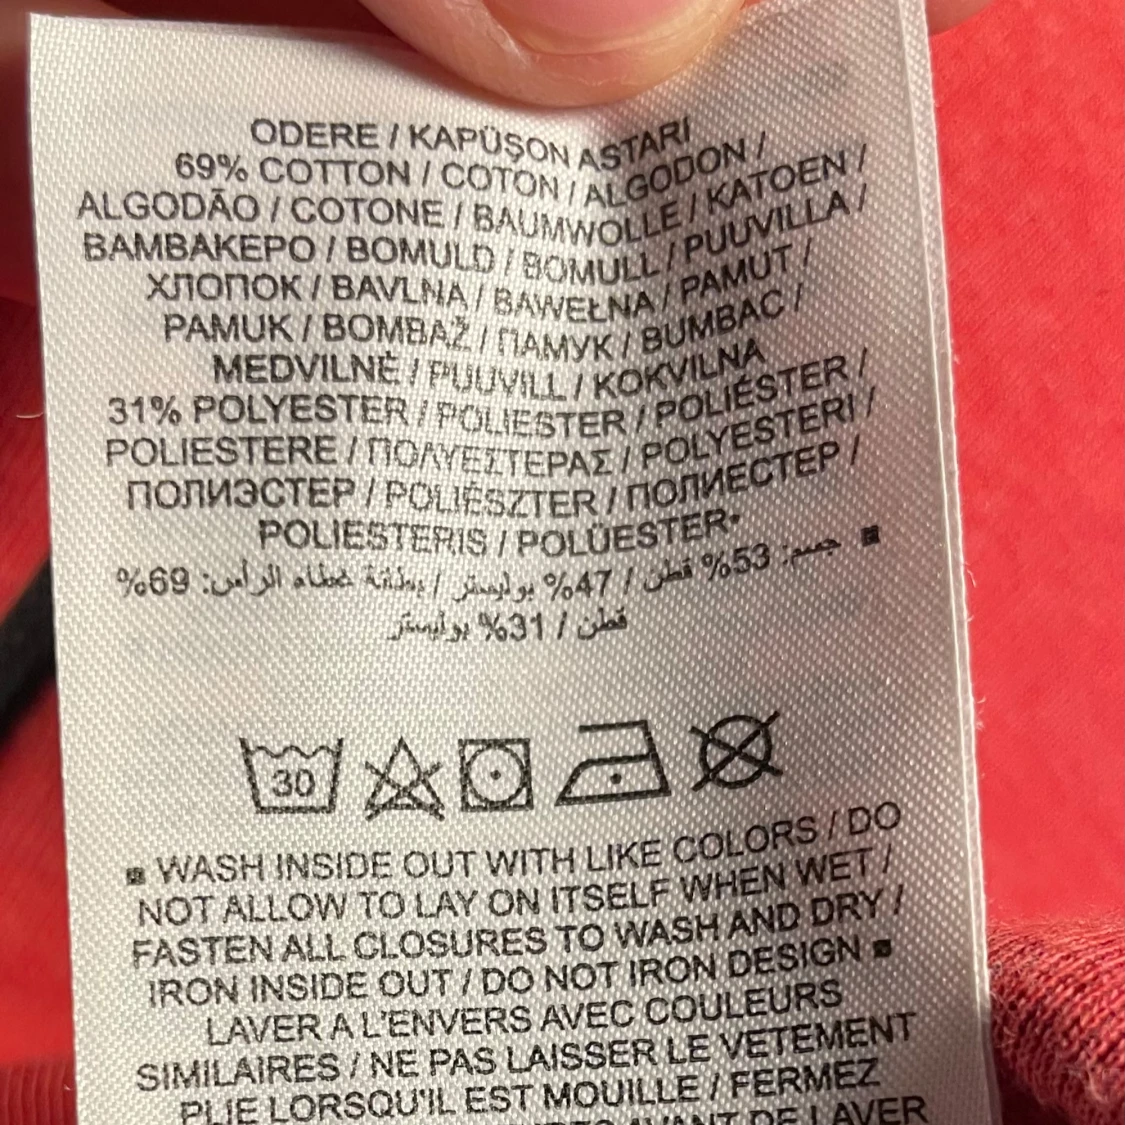 ODERE / KAPÜŞON ASTARI
69% COTTON / COTON / ALGODON /
ALGODÃO / COTONE / BAUMWOLLE / KATOEN /
ΒΑΜΒΑΚΕΡΟ / BOMULD / BOMULL / PUUVILLA /
ХЛОПОК / BAVLNA / BAWEŁNA / PAMUT /
PAMUK / BOMBAŽ / ПАМУК / BUMBAC /
MEDVILNĖ / PUUVILL / KOKVILNA
31% POLYESTER / POLIESTER / POLIÉSTER /
POLIESTERE / ΠΟΛΥΕΣΤΕΡΑΣ / POLYESTERI /
ПОЛИЭСТЕР / POLIÉSZTER / ПОЛИЕСТЕР /
POLIESTERIS / POLÜESTER
جسم: 53% قطن / 47% بوليستر / بطانة غطاء الرأس: 69%
قطن / 31% بوليستر
30
WASH INSIDE OUT WITH LIKE COLORS / DO
NOT ALLOW TO LAY ON ITSELF WHEN WET /
FASTEN ALL CLOSURES TO WASH AND DRY /
IRON INSIDE OUT / DO NOT IRON DESIGN
LAVER A L'ENVERS AVEC COULEURS
SIMILAIRES / NE PAS LAISSER LE VETEMENT
PLIE LORSQU'IL EST MOUILLE / FERMEZ
AVANT DE LAVER